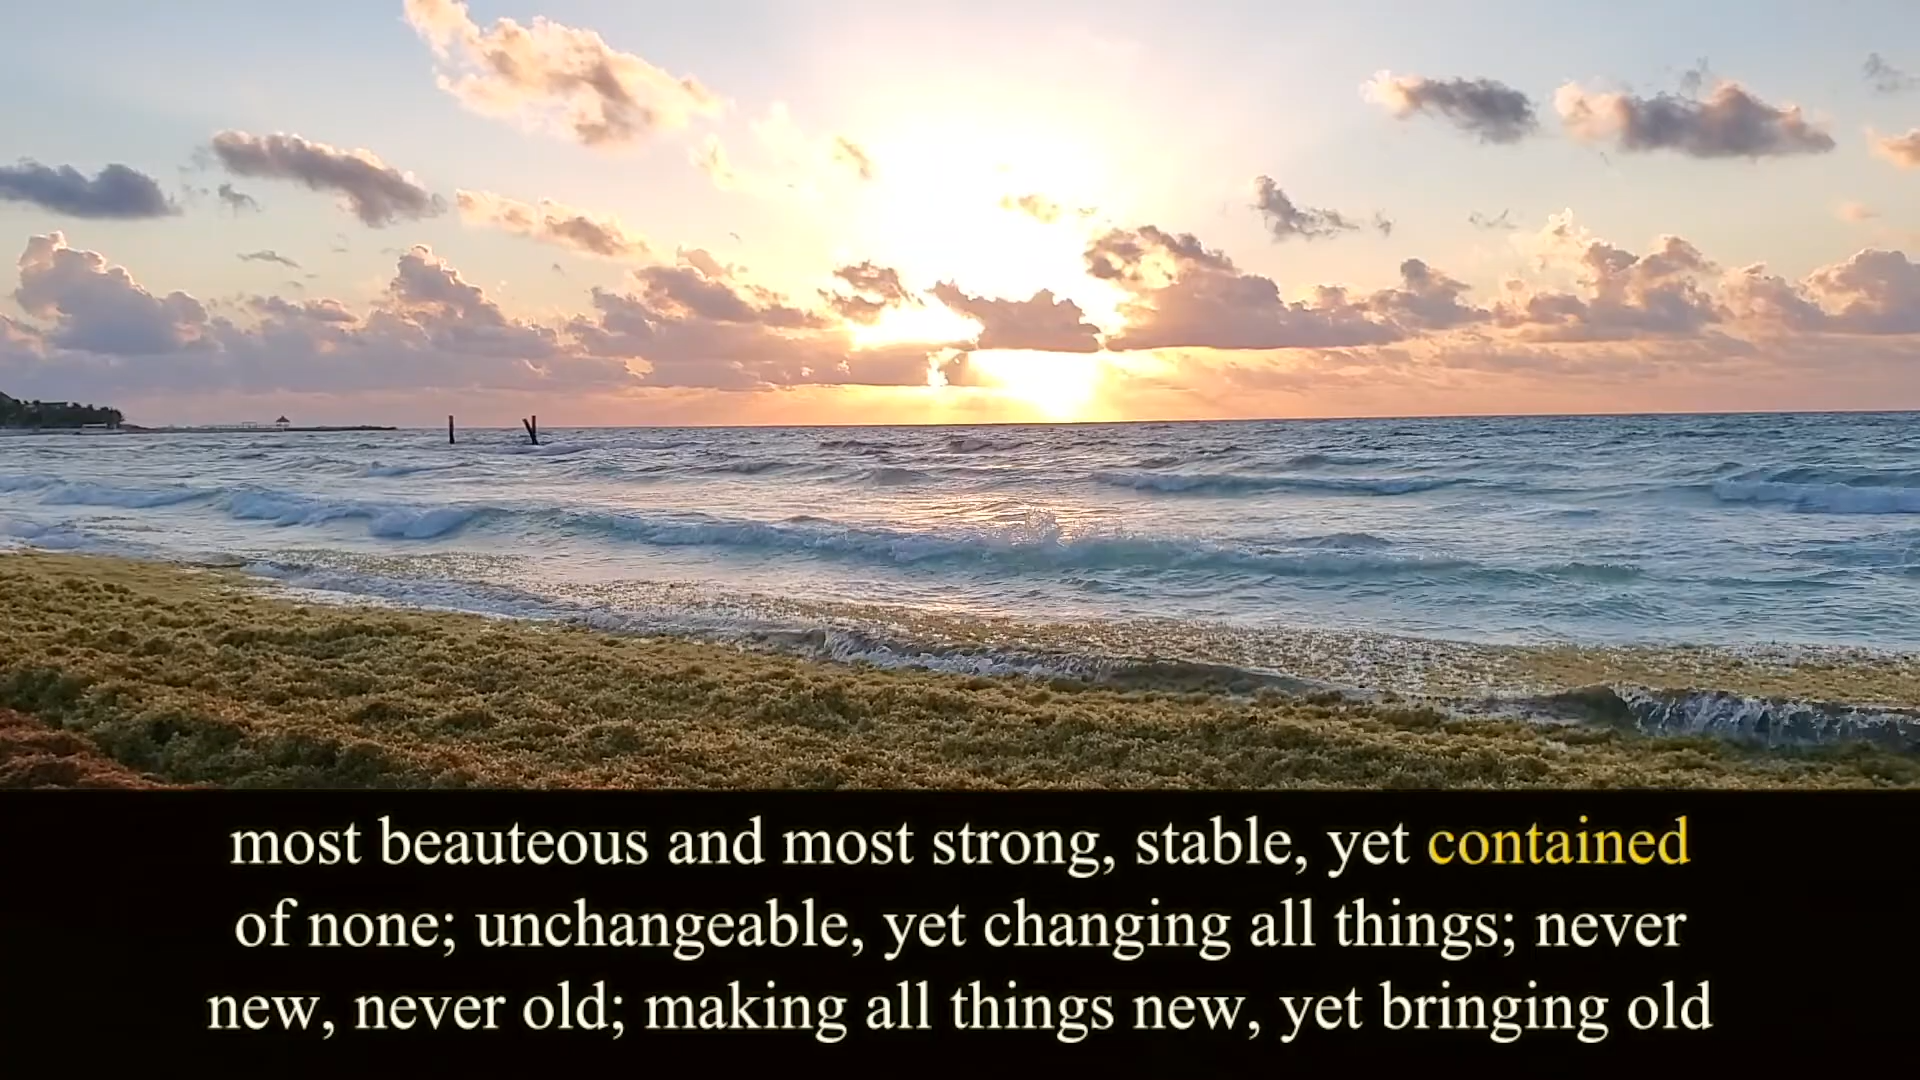 most beauteous and most strong, stable, yet contained
of none; unchangeable, yet changing all things; never
new, never old; making all things new, yet bringing old